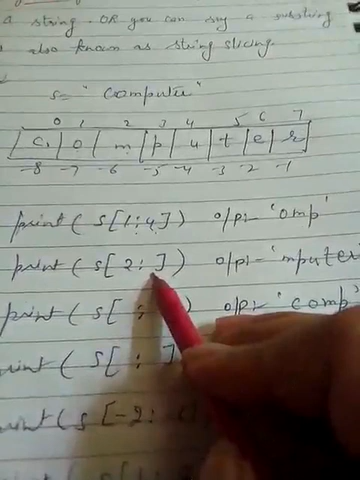 a string. OR you can say a substring
also known as string slicing.
s= "Computer"
0 1 2 3 4 5 6 7
C o m p u t e r
-8 -7 -6 -5 -4 -3 -2 -1
print( s[1:4]) o/p:- 'omp'
print( s[2: ]) o/p:- 'mputer
print( s[ : o/p:- 'comp'
print( s[ : ]
print( s[-2: